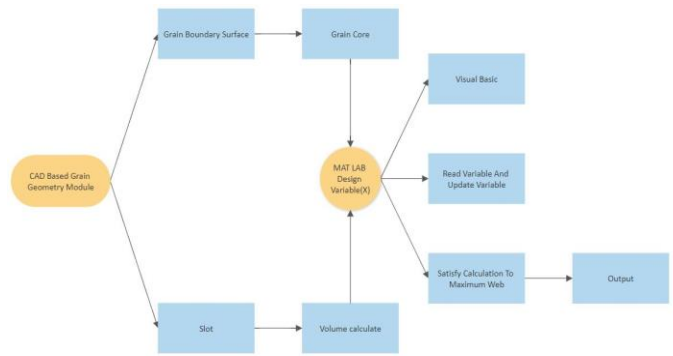 Grain Boundary Surface
Grain Core
Visual Basic
CAD Based Grain
Geometry Module
MAT LAB
Design
Variable(X)
Read Variable And
Update Variable
Satisfy Calculation To
Maximum Web
Output
Slot
Volume calculate